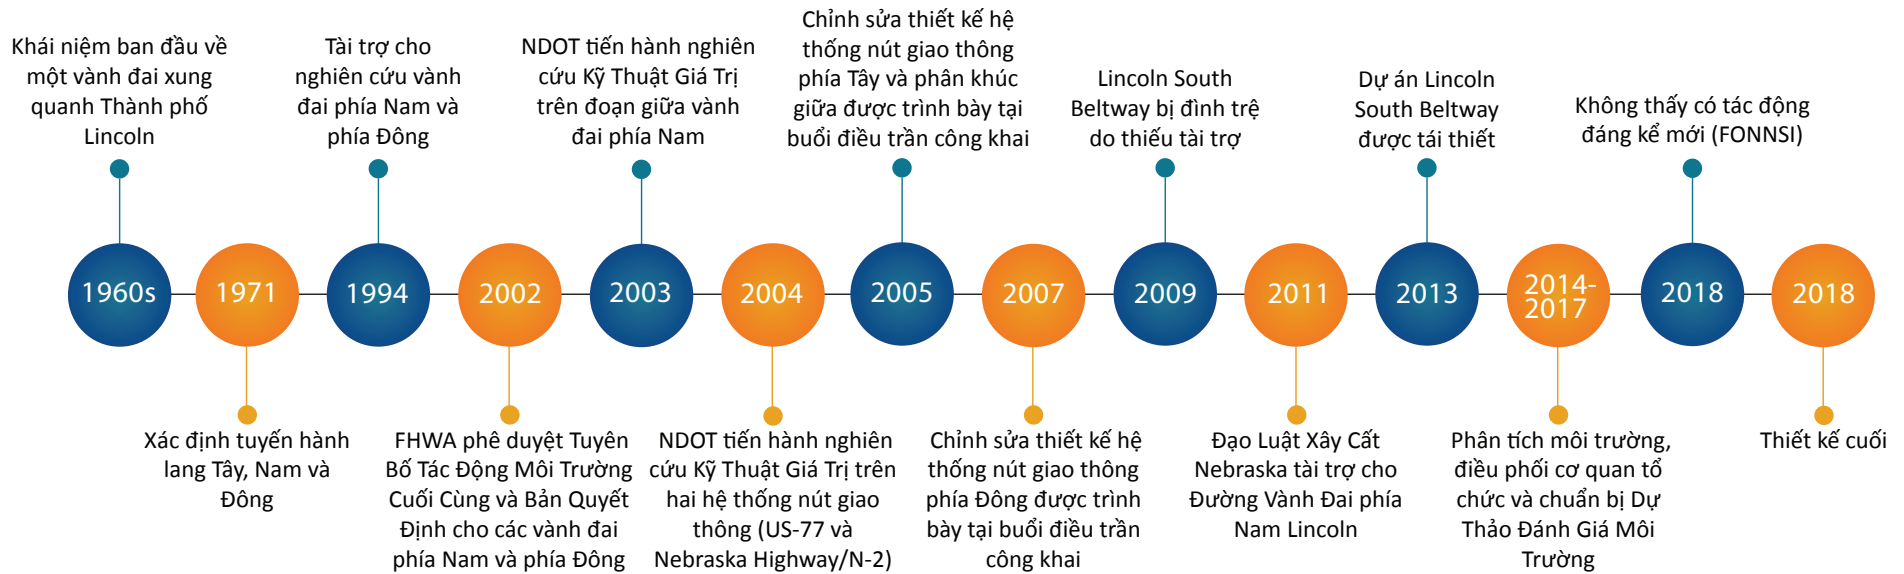 Khái niệm ban đầu về
một vành đai xung
quanh Thành phố
Lincoln
Tài trợ cho
nghiên cứu vành
đai phía Nam và
phía Đông
NDOT tiến hành nghiên
cứu Kỹ Thuật Giá Trị
trên đoạn giữa vành
đai phía Nam
Chỉnh sửa thiết kế hệ
thống nút giao thông
phía Tây và phân khúc
giữa được trình bày tại
buổi điều trần công khai
Lincoln South
Beltway bị đình trệ
do thiếu tài trợ
Dự án Lincoln
South Beltway
được tái thiết
Không thấy có tác động
đáng kể mới (FONNSI)
1960s
1971
1994
2002
2003
2004
2005
2007
2009
2011
2013
2014-
2017
2018
2018
Xác định tuyến hành
lang Tây, Nam và
Đông
FHWA phê duyệt Tuyên
Bố Tác Động Môi Trường
Cuối Cùng và Bản Quyết
Định cho các vành đai
phía Nam và phía Đông
NDOT tiến hành nghiên
cứu Kỹ Thuật Giá Trị trên
hai hệ thống nút giao
thông (US-77 và
Nebraska Highway/N-2)
Chỉnh sửa thiết kế hệ
thống nút giao thông
phía Đông được trình
bày tại buổi điều trần
công khai
Đạo Luật Xây Cất
Nebraska tài trợ cho
Đường Vành Đai phía
Nam Lincoln
Phân tích môi trường,
điều phối cơ quan tổ
chức và chuẩn bị Dự
Thảo Đánh Giá Môi
Trường
Thiết kế cuối